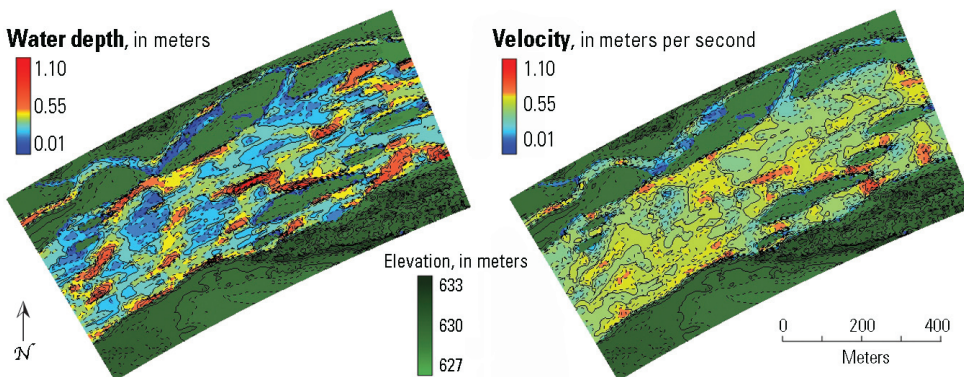 Water depth, in meters
1.10
0.55
0.01
Velocity, in meters per second
1.10
0.55
0.01
Elevation, in meters
633
630
627
N
0 200 400
Meters